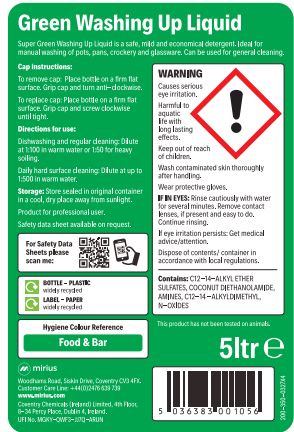 Green Washing Up Liquid
Super Green Washing Up Liquid is a safe, mild and economical detergent. Ideal for
manual washing of pots, pans, crockery and glassware. Can be used for general cleaning.
Cap instructions:
To remove cap: Place bottle on a firm flat
surface. Grip cap and turn anti-clockwise.
To replace cap: Place bottle on a firm flat
surface. Grip cap and screw clockwise
until tight.
Directions for use:
Dishwashing and regular cleaning: Dilute
at 1:100 in warm water or 1:50 for heavy
soiling.
Daily hard surface cleaning: Dilute at up to
1:500 in warm water.
Storage: Store sealed in original container
in a cool, dry place away from sunlight.
Product for professional user.
Safety data sheet available on request.
For Safety Data
Sheets please
scan me:
BOTTLE - PLASTIC
widely recycled
LABEL - PAPER
widely recycled
Hygiene Colour Reference
Food & Bar
mirius
Woodhams Road, Siskin Drive, Coventry CV3 4FX.
Customer Care Line: +44(0)2476 639 739
www.mirius.com
Coventry Chemicals (Ireland) Limited, 4th Floor,
8-34 Percy Place, Dublin 4, Ireland.
WARNING
Causes serious
eye irritation.
Harmful to
aquatic
life with
long lasting
effects.
Keep out of reach
of children.
Wash contaminated skin thoroughly
after handling.
Wear protective gloves.
IF IN EYES: Rinse cautiously with water
for several minutes. Remove contact
lenses, if present and easy to do.
Continue rinsing.
If eye irritation persists: Get medical
advice/attention.
Dispose of contents/ container in
accordance with local regulations.
Contains: C12-14-ALKYL ETHER
SULFATES, COCONUT DIETHANOLAMIDE,
AMINES, C12-14-ALKYLDIMETHYL,
N-OXIDES
This product has not been tested on animals.
5ltr e
5 036383 001056